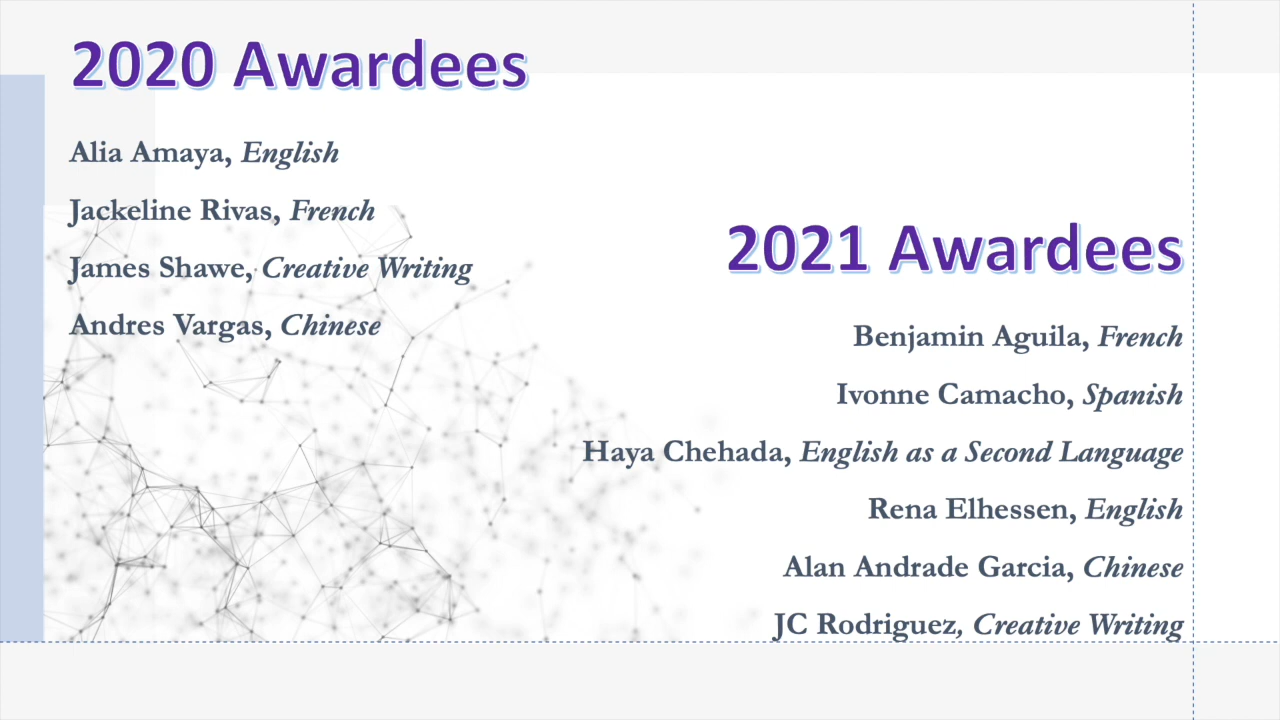 2020 Awardees
Alia Amaya, English
Jackeline Rivas, French
James Shawe, Creative Writing
Andres Vargas, Chinese
2021 Awardees
Benjamin Aguila, French
Ivonne Camacho, Spanish
Haya Chehada, English as a Second Language
Rena Elhessen, English
Alan Andrade Garcia, Chinese
JC Rodriguez, Creative Writing